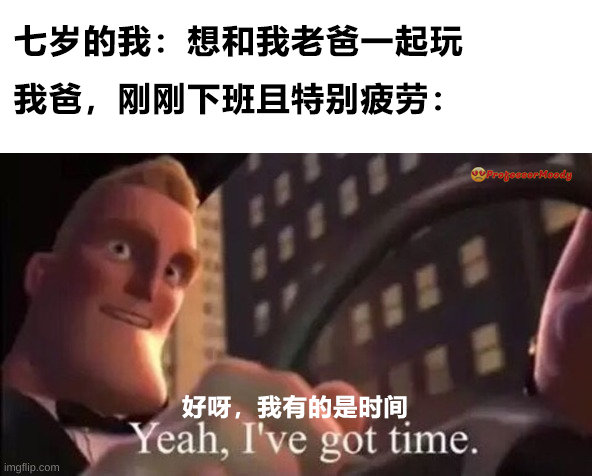 七岁的我：想和我老爸一起玩
我爸，刚刚下班且特别疲劳：
ProfessorMoody
好呀，我有的是时间
Yeah, I've got time.
imgflip.com